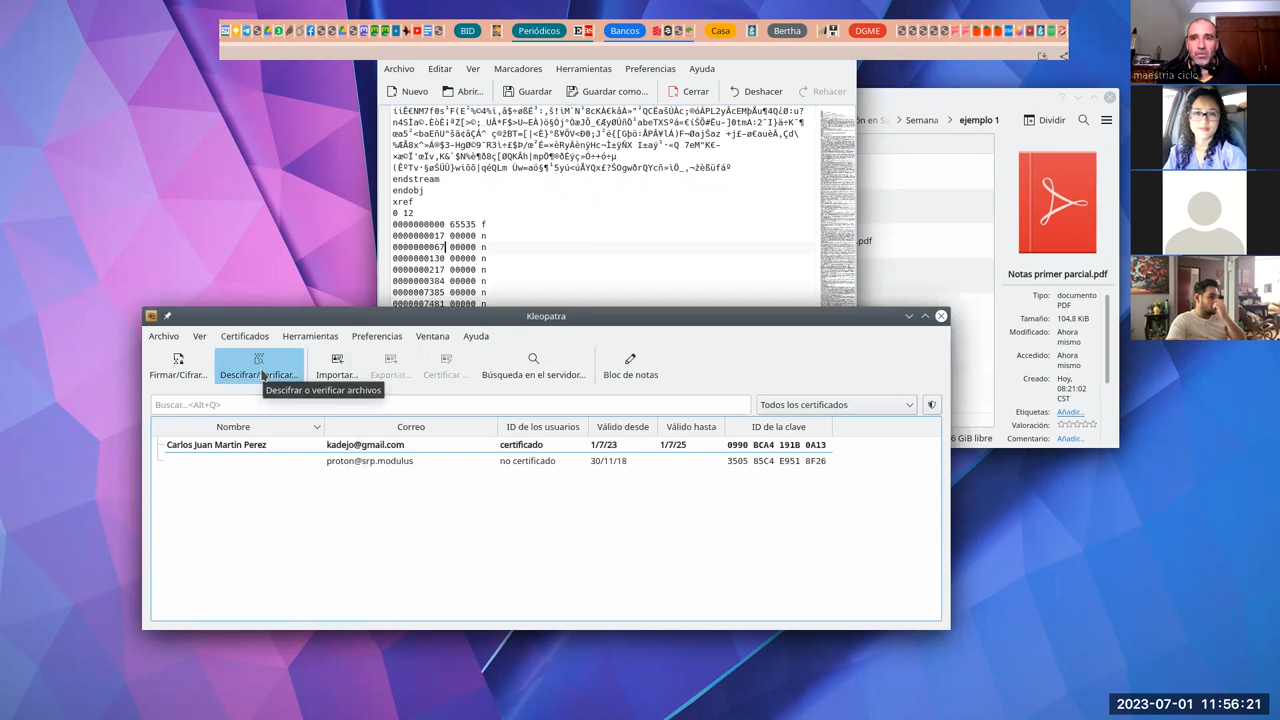 BID
Periódicos
Bancos
Casa
Bertha
DGME
maestria ciclo
Archivo Editar Ver Marcadores Herramientas Preferencias Ayuda
Nuevo Abrir... Guardar Guardar como... Cerrar Deshacer Rehacer
endstream
endobj
xref
0 12
0000000000 65535 f
0000000017 00000 n
0000000067 00000 n
0000000130 00000 n
0000000217 00000 n
0000000384 00000 n
0000007385 00000 n
0000007481 00000 n
Semana ejemplo 1 Dividir
.pdf
Notas primer parcial.pdf
Tipo: documento PDF
Tamaño: 104,8 KiB
Modificado: Ahora mismo
Accedido: Ahora mismo
Creado: Hoy, 08:21:02 CST
Etiquetas: Añadir...
Valoración:
Comentario: Añadir...
6 GiB libre
Kleopatra
Archivo Ver Certificados Herramientas Preferencias Ventana Ayuda
Firmar/Cifrar... Descifrar/Verificar... Importar... Exportar... Certificar ... Búsqueda en el servidor... Bloc de notas
Descifrar o verificar archivos
Buscar...<Alt+Q> Todos los certificados
Nombre Correo ID de los usuarios Válido desde Válido hasta ID de la clave
Carlos Juan Martin Perez kadejo@gmail.com certificado 1/7/23 1/7/25 0990 BCA4 191B 0A13
proton@srp.modulus no certificado 30/11/18 3505 85C4 E951 8F26
2023-07-01 11:56:21